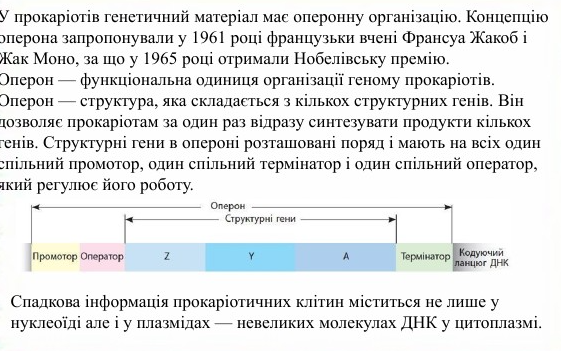 У прокаріотів генетичний матеріал має оперонну організацію. Концепцію
оперона запропонували у 1961 році французьки вчені Франсуа Жакоб і
Жак Моно, за що у 1965 році отримали Нобелівську премію.
Оперон — функціональна одиниця організації геному прокаріотів.
Оперон — структура, яка складається з кількох структурних генів. Він
дозволяє прокаріотам за один раз відразу синтезувати продукти кількох
генів. Структурні гени в опероні розташовані поряд і мають на всіх один
спільний промотор, один спільний термінатор і один спільний оператор,
який регулює його роботу.
Оперон
Структурні гени
Промотор Оператор Z Y A Термінатор Кодуючий
ланцюг ДНК
Спадкова інформація прокаріотичних клітин міститься не лише у
нуклеоїді але і у плазмідах — невеликих молекулах ДНК у цитоплазмі.